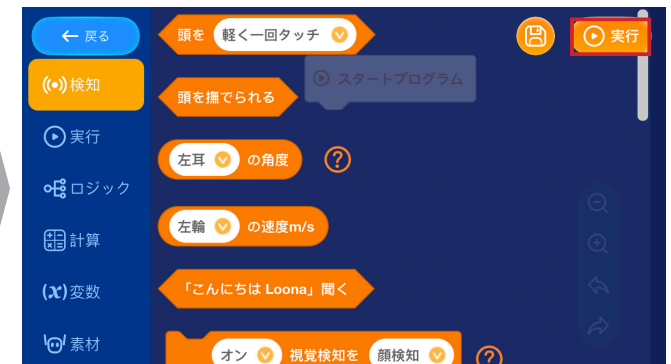 戻る
検知
実行
ロジック
計算
(x)変数
素材
頭を 軽く一回タッチ
実行
スタートプログラム
頭を撫でられる
左耳 の角度 ?
左輪 の速度m/s
「こんにちは Loona」聞く
オン 視覚検知を 顔検知 ?